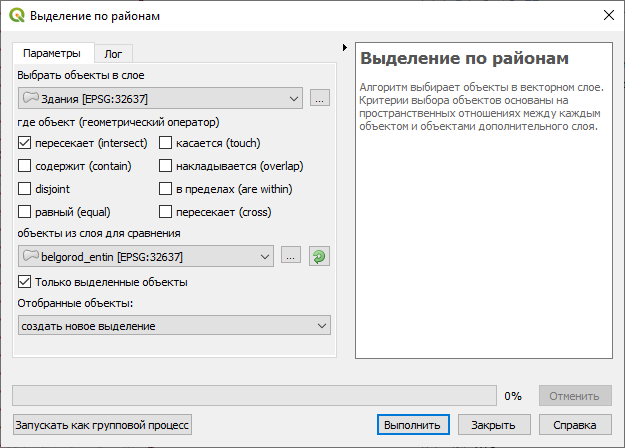 Выделение по районам
Параметры
Лог
Выбрать объекты в слое
Здания [EPSG:32637]
...
где объект (геометрический оператор)
пересекает (intersect)
касается (touch)
содержит (contain)
накладывается (overlap)
disjoint
в пределах (are within)
равный (equal)
пересекает (cross)
объекты из слоя для сравнения
belgorod_entin [EPSG:32637]
...
Только выделенные объекты
Отобранные объекты:
создать новое выделение
Выделение по районам
Алгоритм выбирает объекты в векторном слое.
Критерии выбора объектов основаны на
пространственных отношениях между каждым
объектом и объектами дополнительного слоя.
0%
Отменить
Запускать как групповой процесс
Выполнить
Закрыть
Справка